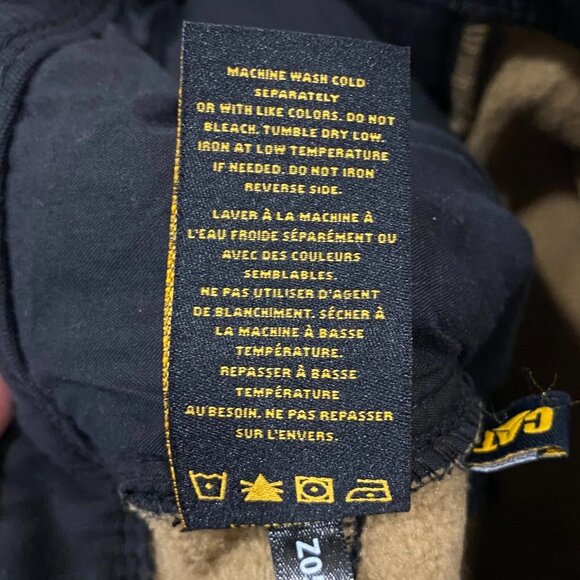 MACHINE WASH COLD
SEPARATELY
OR WITH LIKE COLORS. DO NOT
BLEACH. TUMBLE DRY LOW.
IRON AT LOW TEMPERATURE
IF NEEDED. DO NOT IRON
REVERSE SIDE.
LAVER À LA MACHINE À
L'EAU FROIDE SÉPARÉMENT OU
AVEC DES COULEURS
SEMBLABLES.
NE PAS UTILISER D'AGENT
DE BLANCHIMENT. SÉCHER À
LA MACHINE À BASSE
TEMPÉRATURE.
REPASSER À BASSE
TEMPÉRATURE
AU BESOIN. NE PAS REPASSER
SUR L'ENVERS.
CAT